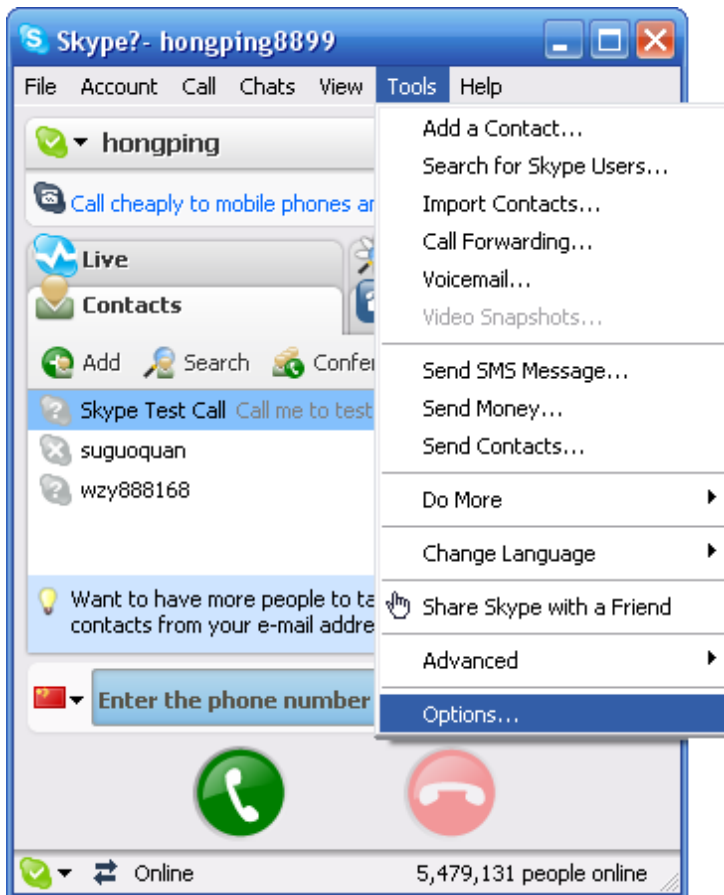 Skype?- hongping8899
File Account Call Chats View Tools Help
hongping
Call cheaply to mobile phones
Live
Contacts
Add Search
Skype Test Call Call me to test
suguoquan
wzy888168
Want to have more people to
contacts from your e-mail
Enter the phone number
Online 5,479,131 people online
Add a Contact...
Search for Skype Users...
Import Contacts...
Call Forwarding...
Voicemail...
Video Snapshots...
Send SMS Message...
Send Money...
Send Contacts...
Do More
Change Language
Share Skype with a Friend
Advanced
Options...